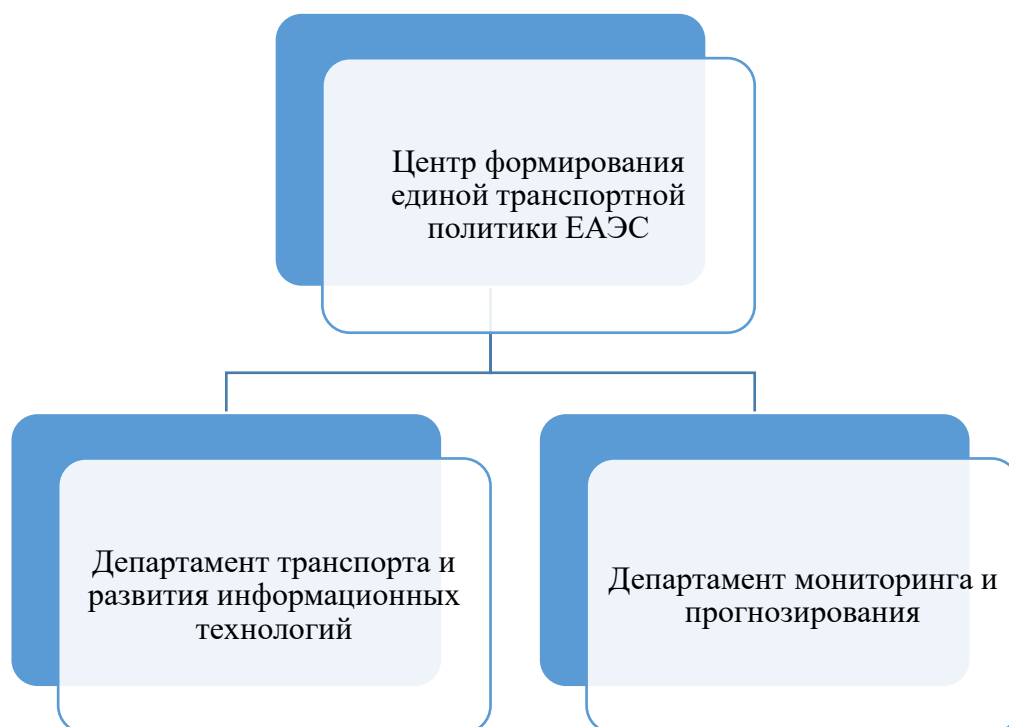 Центр формирования
единой транспортной
политики ЕАЭС
Департамент транспорта и
развития информационных
технологий
Департамент мониторинга и
прогнозирования